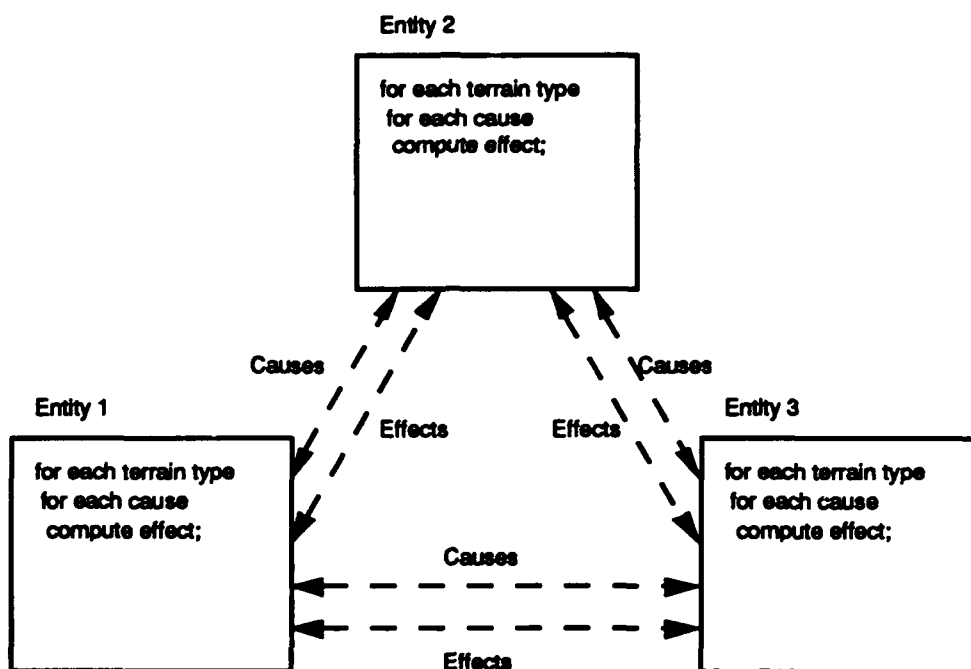 Entity 2
for each terrain type
for each cause
compute effect;
Causes
Causes
Entity 1
Entity 3
Effects
Effects
for each terrain type
for each cause
compute effect;
for each terrain type
for each cause
compute effect;
Causes
Effects